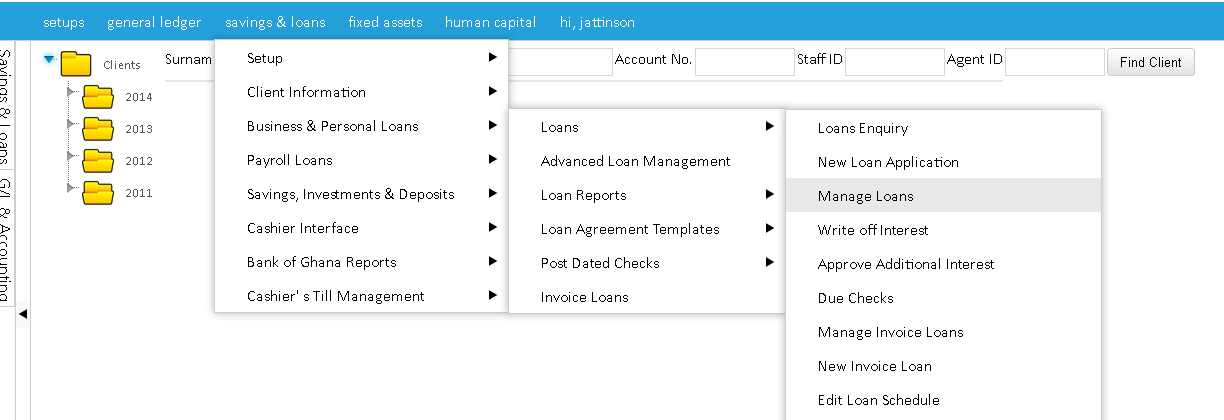 setups general ledger savings & loans fixed assets human capital hi, jattinson
Savings & Loans
G/L & Accounting
Clients
2014
2013
2012
2011
Surnam Account No. Staff ID Agent ID Find Client
Setup
Client Information
Business & Personal Loans
Payroll Loans
Savings, Investments & Deposits
Cashier Interface
Bank of Ghana Reports
Cashier' s Till Management
Loans
Advanced Loan Management
Loan Reports
Loan Agreement Templates
Post Dated Checks
Invoice Loans
Loans Enquiry
New Loan Application
Manage Loans
Write off Interest
Approve Additional Interest
Due Checks
Manage Invoice Loans
New Invoice Loan
Edit Loan Schedule